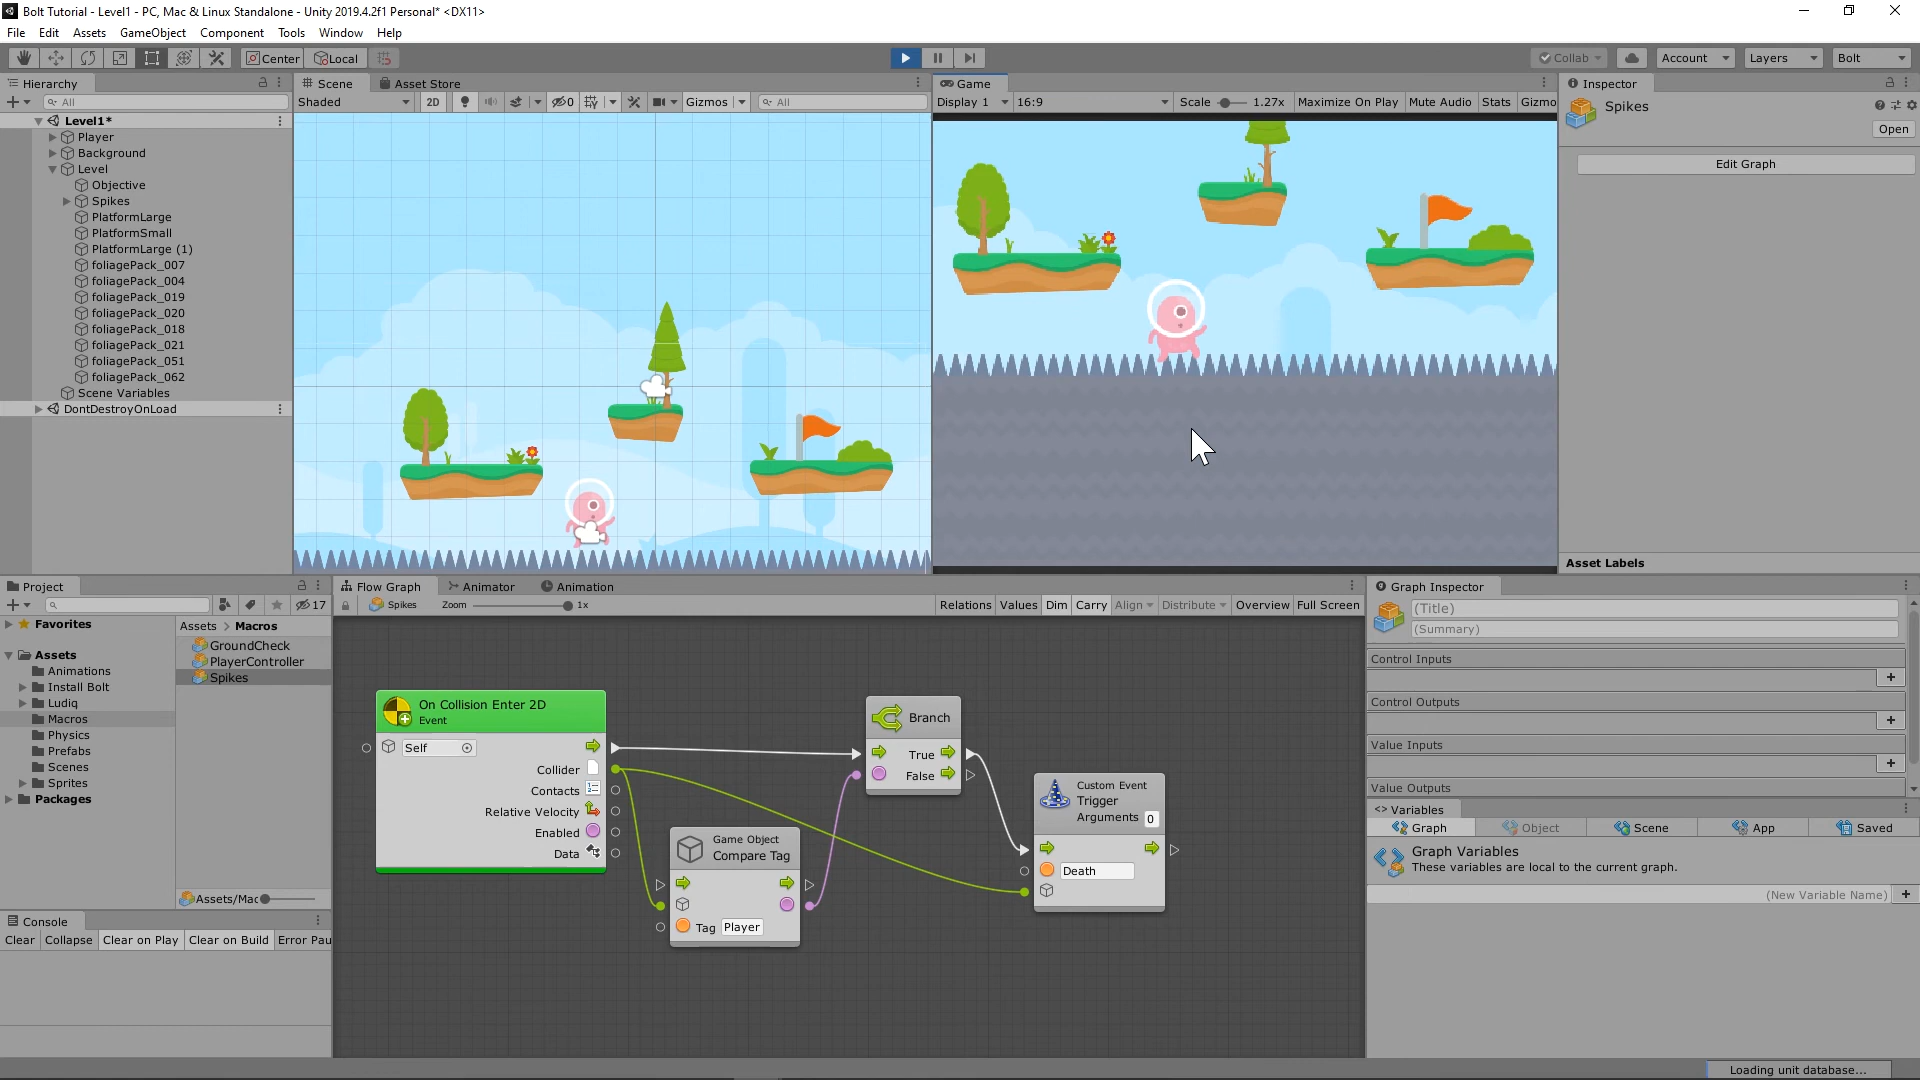 Bolt Tutorial - Level1 - PC, Mac & Linux Standalone - Unity 2019.4.2f1 Personal* <DX11>
File Edit Assets GameObject Component Tools Window Help
Center Local Collab Account Layers Bolt
Hierarchy
All
Level1*
Player
Background
Level
Objective
Spikes
PlatformLarge
PlatformSmall
PlatformLarge (1)
foliagePack_007
foliagePack_004
foliagePack_019
foliagePack_020
foliagePack_018
foliagePack_021
foliagePack_051
foliagePack_062
Scene Variables
DontDestroyOnLoad
Scene Asset Store
Shaded 2D 0 Gizmos All
Game
Display 1 16:9 Scale 1.27x Maximize On Play Mute Audio Stats Gizmo
Inspector
Spikes
Open
Edit Graph
Asset Labels
Project
17
Favorites
Assets
Animations
Install Bolt
Ludiq
Macros
Physics
Prefabs
Scenes
Sprites
Packages
Assets > Macros
GroundCheck
PlayerController
Spikes
Assets/Mac
Console
Clear Collapse Clear on Play Clear on Build Error Pau
Flow Graph Animator Animation
Spikes Zoom 1x Relations Values Dim Carry Align Distribute Overview Full Screen
On Collision Enter 2D
Event
Self
Collider
Contacts
Relative Velocity
Enabled
Data
Game Object
Compare Tag
Tag Player
Branch
True
False
Custom Event
Trigger
Arguments 0
Death
Graph Inspector
(Title)
(Summary)
Control Inputs
+
Control Outputs
+
Value Inputs
+
Value Outputs
<> Variables
Graph Object Scene App Saved
Graph Variables
These variables are local to the current graph.
(New Variable Name) +
Loading unit database...